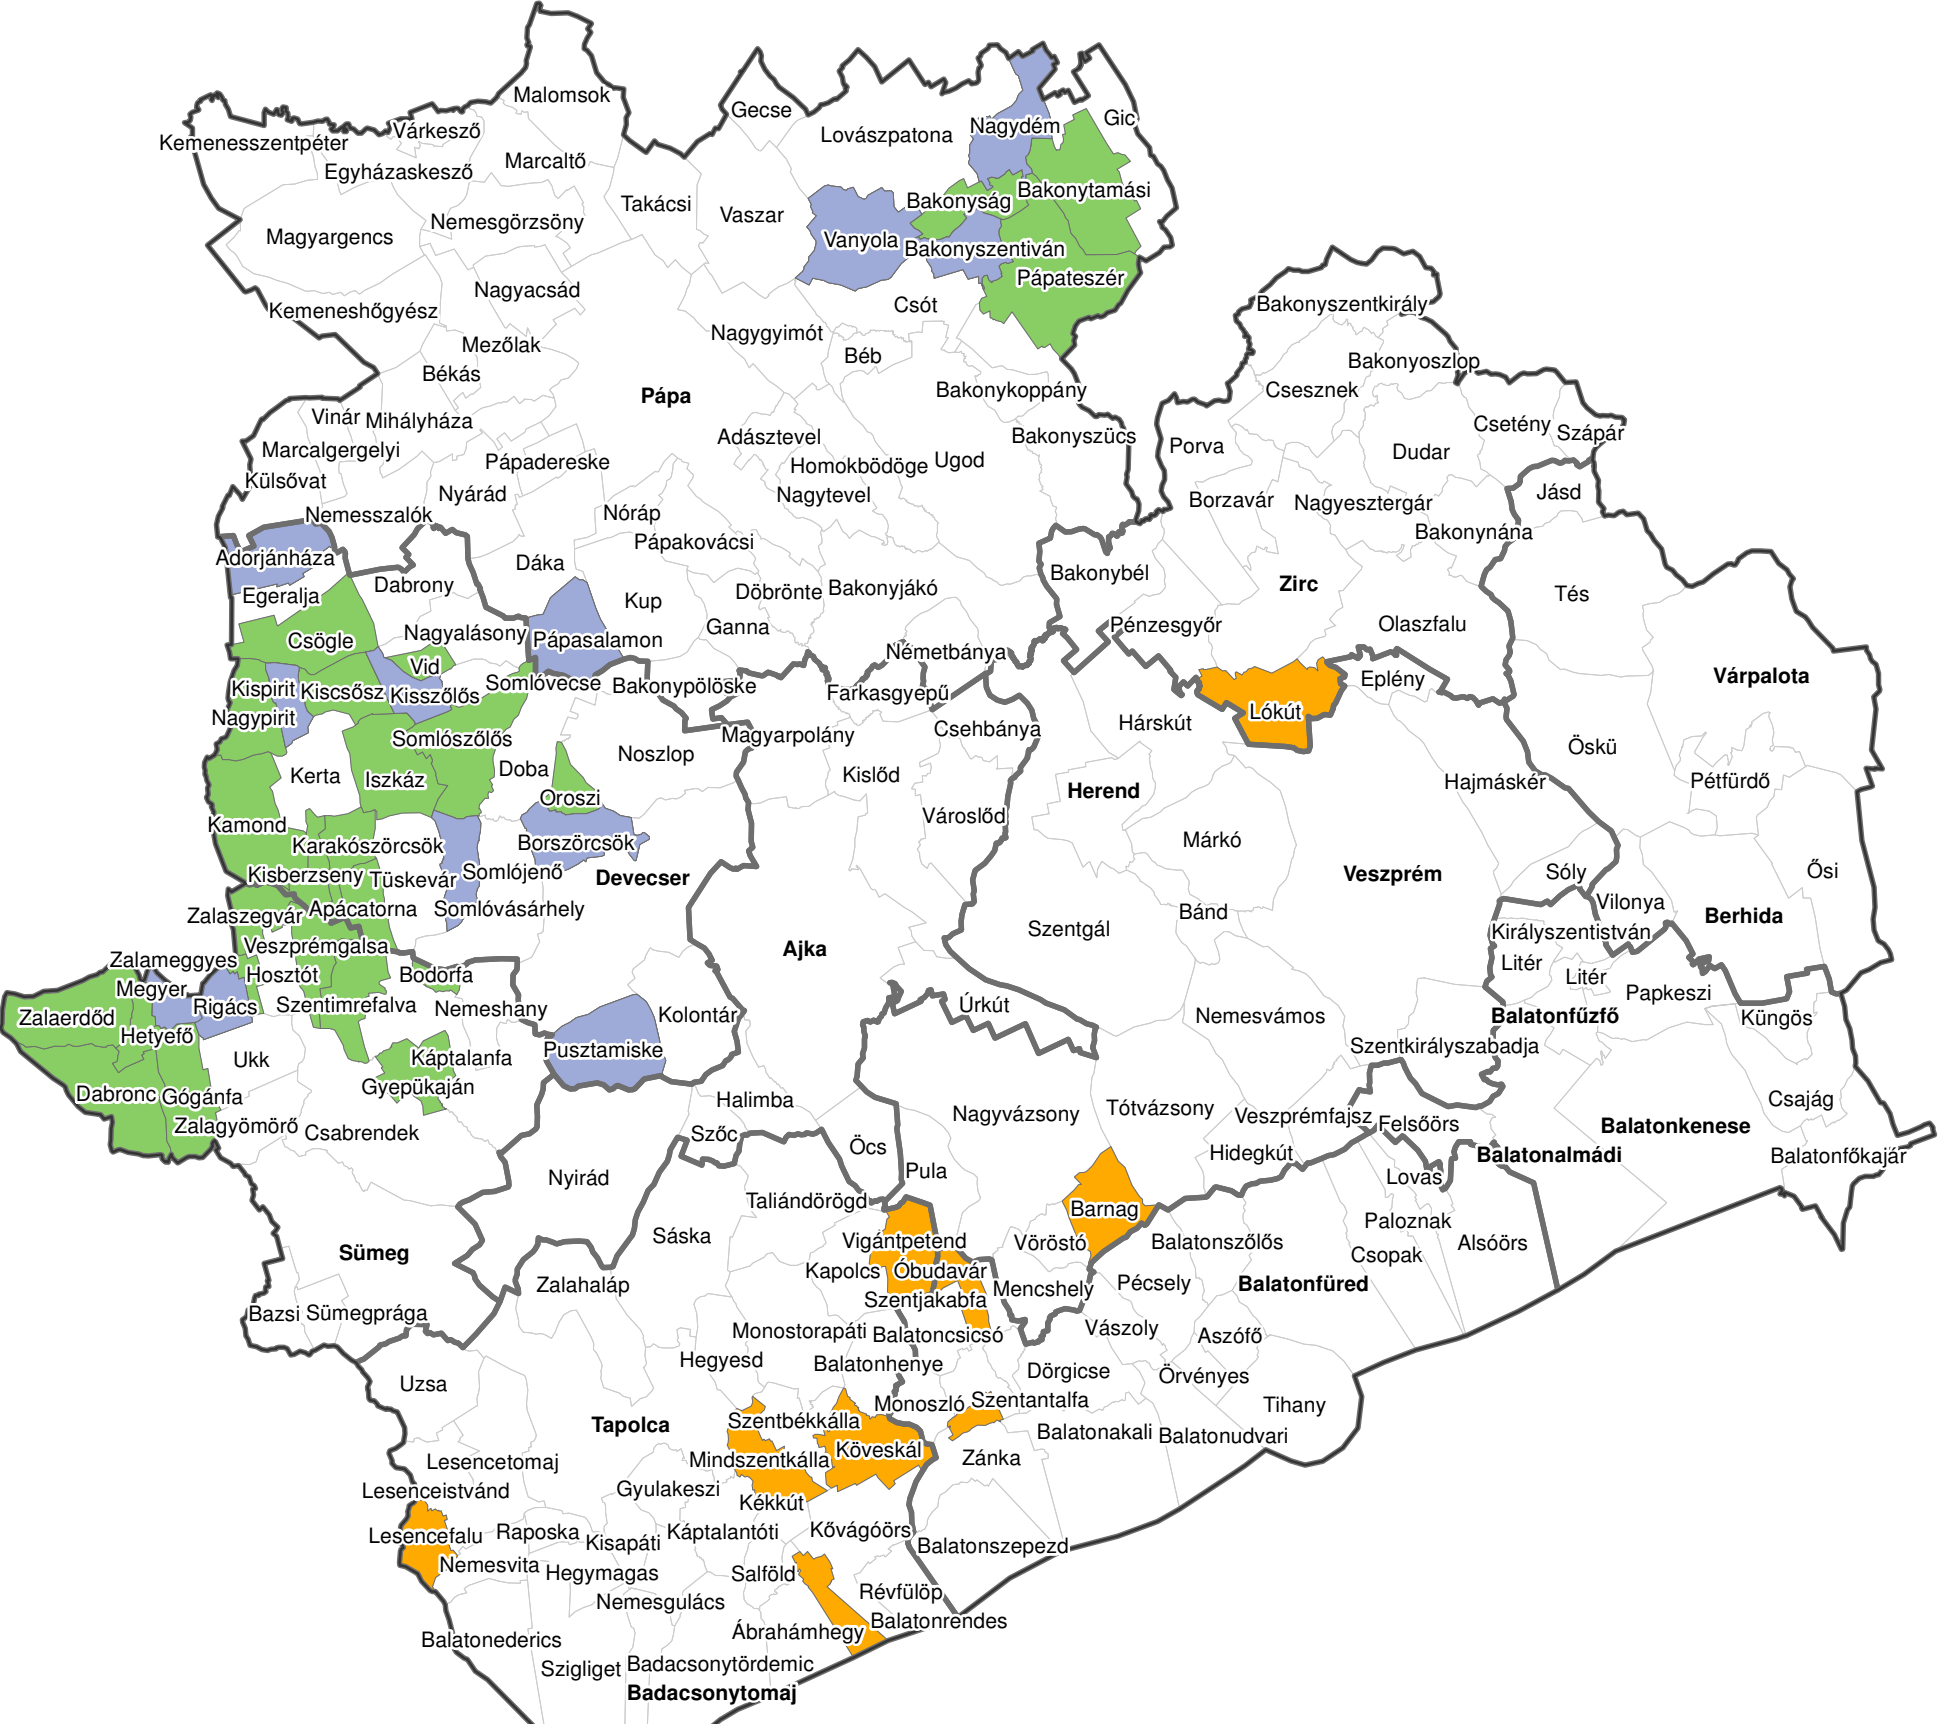 Malomsok
Gecse
Gic
Várkesző
Nagydém
Lovászpatona
Kemenesszentpéter
Marcaltő
Egyházaskesző
Bakonytamási
Bakonyság
Takácsi
Vaszar
Nemesgörzsöny
Magyargencs
Vanyola
Bakonyszentiván
Pápateszér
Nagyacsád
Csót
Bakonyszentkirály
Kemeneshőgyész
Nagygyimót
Mezőlak
Béb
Bakonyoszlop
Békás
Csesznek
Bakonykoppány
Pápa
Vinár
Mihályháza
Csetény
Szápár
Adásztevel
Bakonyszücs
Porva
Marcalgergelyi
Dudar
Pápadereske
Homokbödöge
Ugod
Külsővat
Nyárád
Nagytevel
Jásd
Borzavár
Nagyesztergár
Nemesszalók
Nóráp
Bakonynána
Pápakovácsi
Adorjánháza
Dáka
Bakonybél
Dabrony
Zirc
Egeralja
Döbrönte
Bakonyjákó
Tés
Kup
Ganna
Pénzesgyőr
Olaszfalu
Csögle
Nagyalásony
Pápasalamon
Németbánya
Vid
Várpalota
Kispirit
Kiscsősz
Kisszőlős
Somlóvecse
Bakonypölöske
Farkasgyepű
Eplény
Nagypirit
Lókút
Hárskút
Csehbánya
Somlószőlős
Magyarpolány
Noszlop
Öskü
Kerta
Iszkáz
Doba
Kislőd
Hajmáskér
Pétfürdő
Oroszi
Herend
Kamond
Városlőd
Karakószörcsök
Borszörcsök
Márkó
Kisberzseny
Tüskevár
Somlójenő
Devecser
Veszprém
Sóly
Ősi
Zalaszegvár
Apácatorna
Somlóvásárhely
Bánd
Vilonya
Berhida
Szentgál
Királyszentistván
Veszprémgalsa
Ajka
Zalameggyes
Litér
Hosztót
Bodorfa
Litér
Megyer
Papkeszi
Rigács
Szentimrefalva
Nemeshany
Úrkút
Kolontár
Zalaerdőd
Nemesvámos
Balatonfűzfő
Küngös
Hetyefő
Ukk
Káptalanfa
Pusztamiske
Szentkirályszabadja
Gyepükaján
Dabronc
Gógánfa
Halimba
Csajág
Nagyvázsony
Tótvázsony
Veszprémfajsz
Felsőörs
Balatonkenese
Zalagyömörő
Csabrendek
Szőc
Öcs
Hidegkút
Balatonalmádi
Balatonfőkajár
Pula
Nyirád
Lovas
Taliándörögd
Barnag
Paloznak
Sáska
Vigántpetend
Vöröstó
Balatonszőlős
Alsóörs
Sümeg
Csopak
Kapolcs
Óbudavár
Zalahaláp
Pécsely
Balatonfüred
Mencshely
Szentjakabfa
Bazsi
Sümegprága
Monostorapáti
Balatoncsicsó
Vászoly
Aszófő
Hegyesd
Balatonhenye
Dörgicse
Uzsa
Örvényes
Monoszló
Szentantalfa
Tihany
Tapolca
Szentbékkálla
Balatonakali
Balatonudvari
Köveskál
Zánka
Lesencetomaj
Mindszentkálla
Lesenceistvánd
Gyulakeszi
Kékkút
Lesencefalu
Raposka
Káptalantóti
Kővágóörs
Kisapáti
Balatonszepezd
Nemesvita
Hegymagas
Salföld
Révfülöp
Nemesgulács
Balatonrendes
Ábrahámhegy
Balatonederics
Szigliget
Badacsonytördemic
Badacsonytomaj